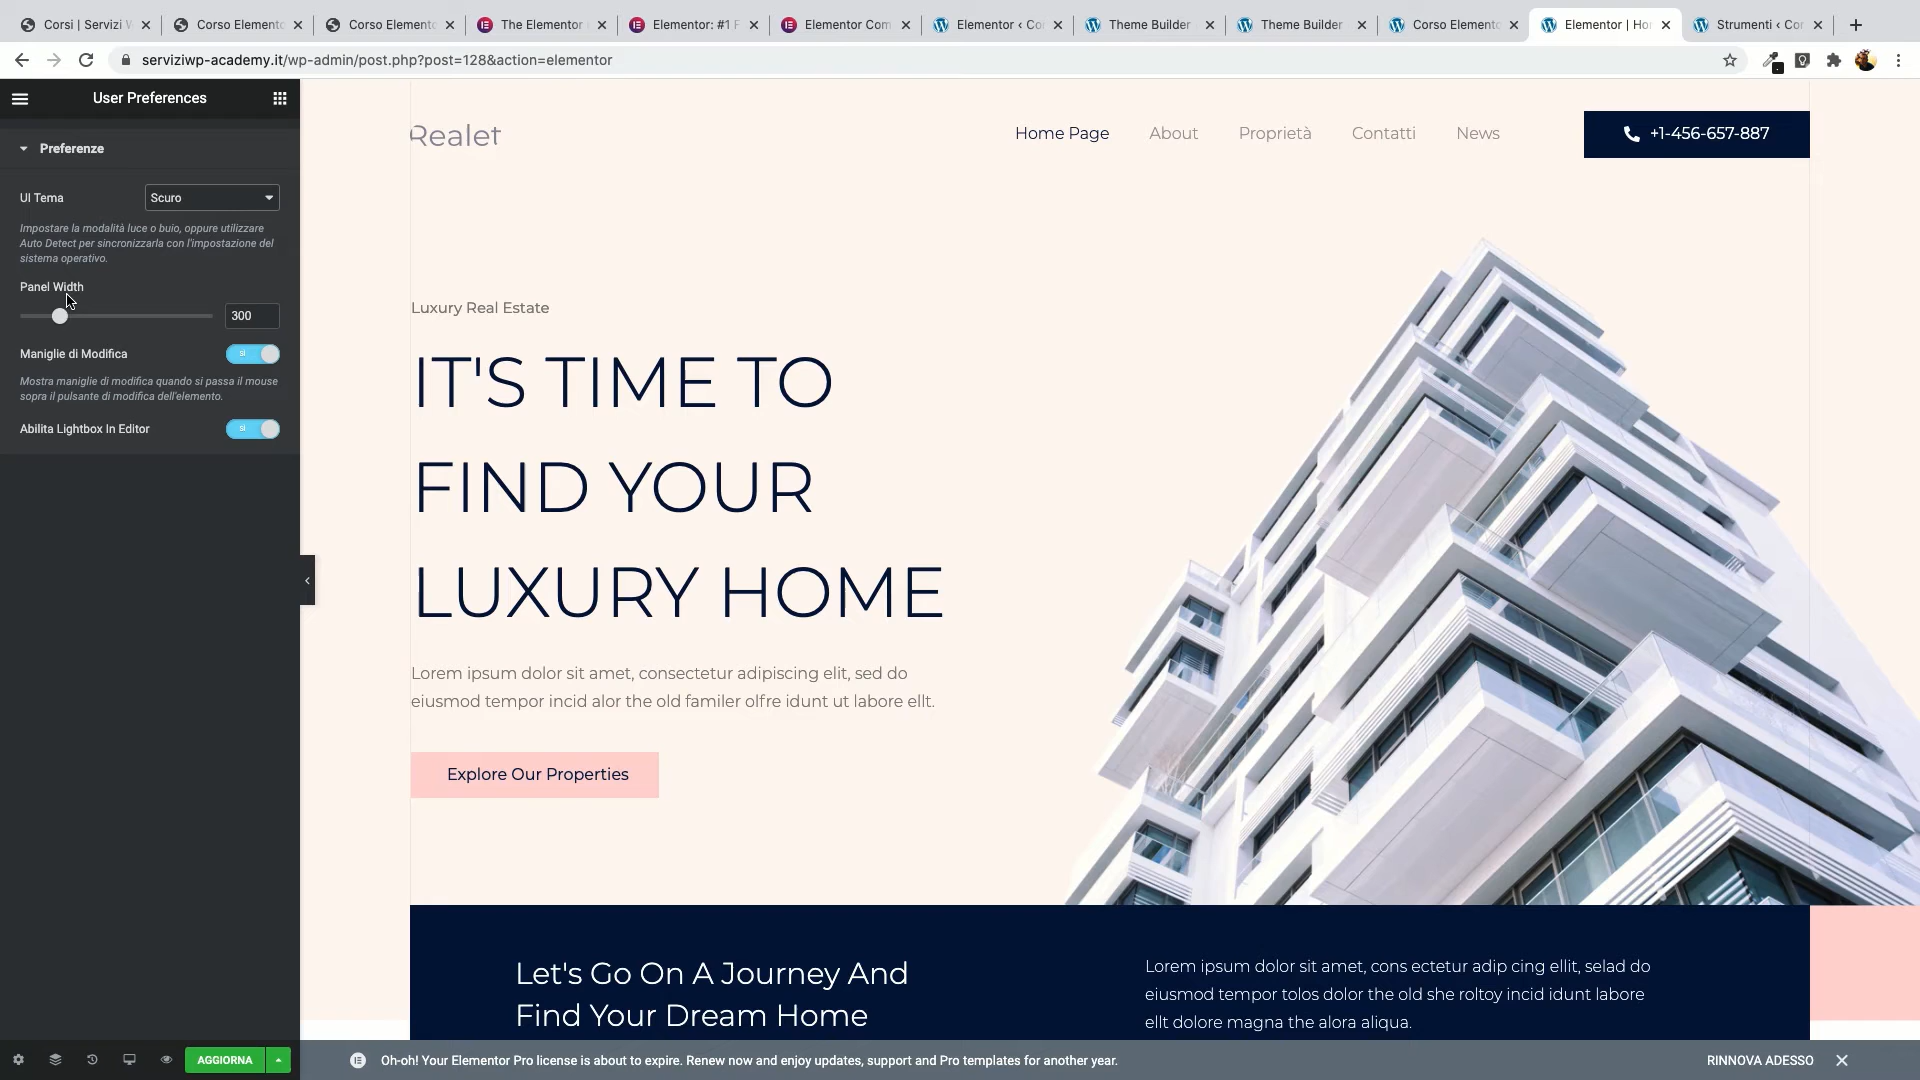 Corsi | Servizi W
Corso Elemento
Corso Elemento
The Elementor
Elementor: #1 F
Elementor Com
Elementor ‹ Co
Theme Builder
Theme Builder
Corso Elemento
Elementor | Ho
Strumenti ‹ Cor
serviziwp-academy.it/wp-admin/post.php?post=128&action=elementor
User Preferences
Preferenze
UI Tema
Scuro
Impostare la modalità luce o buio, oppure utilizzare
Auto Detect per sincronizzarla con l'impostazione del
sistema operativo.
Panel Width
300
Maniglie di Modifica
SÌ
Mostra maniglie di modifica quando si passa il mouse
sopra il pulsante di modifica dell'elemento.
Abilita Lightbox In Editor
SÌ
AGGIORNA
Realet
Home Page
About
Proprietà
Contatti
News
+1-456-657-887
Luxury Real Estate
IT'S TIME TO
FIND YOUR
LUXURY HOME
Lorem ipsum dolor sit amet, consectetur adipiscing elit, sed do
eiusmod tempor incid alor the old familer olfre idunt ut labore ellt.
Explore Our Properties
Let's Go On A Journey And
Find Your Dream Home
Lorem ipsum dolor sit amet, cons ectetur adip cing ellit, selad do
eiusmod tempor tolos dolor the old she roltoy incid idunt labore
ellt dolore magna the alora aliqua.
Oh-oh! Your Elementor Pro license is about to expire. Renew now and enjoy updates, support and Pro templates for another year.
RINNOVA ADESSO